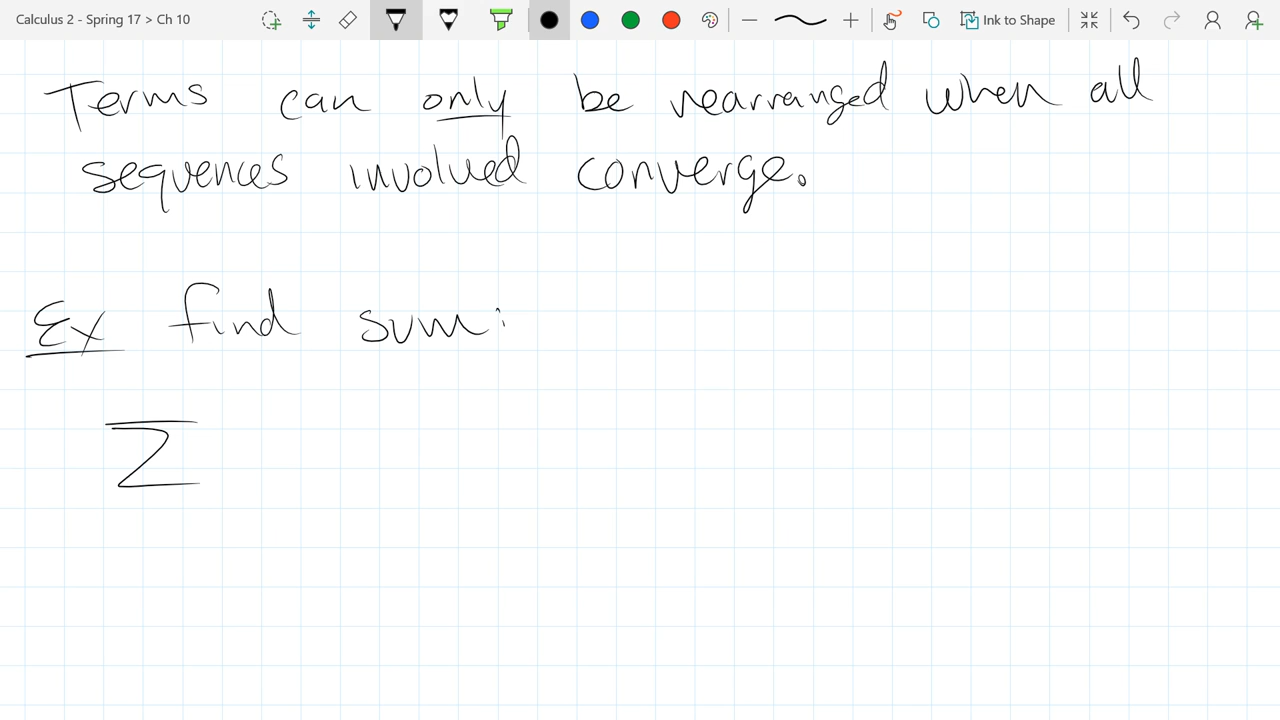 Calculus 2 - Spring 17 > Ch 10
Ink to Shape
Terms can only be rearranged when all
sequences involved converge.
Ex find sum:
Σ